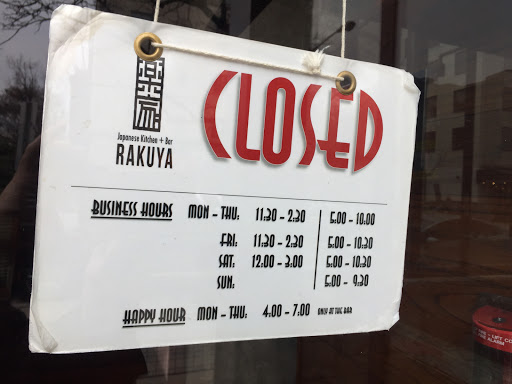 CLOSED
Japanese Kitchen + Bar
RAKUYA
BUSINESS HOURS MON - THU: 11:30 - 2:30 5:00 - 10:00
FRI: 11:30 - 2:30 5:00 - 10:30
SAT: 12:00 - 3:00 5:00 - 10:30
SUN: 5:00 - 9:30
HAPPY HOUR MON - THU: 4:00 - 7:00 ONLY AT THE BAR